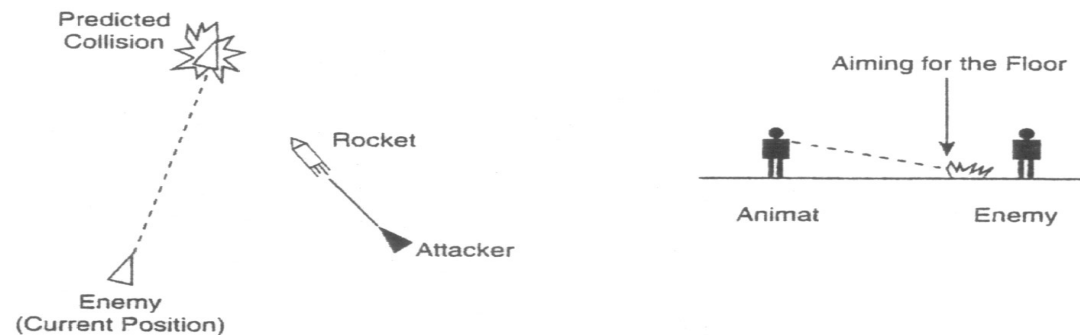 Predicted
Collision
Rocket
Attacker
Enemy
(Current Position)
Aiming for the Floor
Animat
Enemy